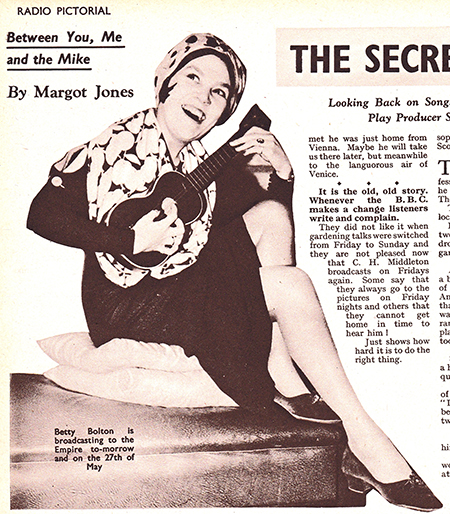 RADIO PICTORIAL
Between You, Me
and the Mike
By Margot Jones
THE SECRE
Looking Back on Song
Play Producer S
met he was just home from
Vienna. Maybe he will take
us there later, but meanwhile
to the languorous air of
Venice.
It is the old, old story.
Whenever the B.B.C.
makes a change listeners
write and complain.
They did not like it when
gardening talks were switched
from Friday to Sunday and
they are not pleased now
that C. H. Middleton
broadcasts on Fridays
again. Some say that
they always go to the
pictures on Friday
nights and others that
they cannot get
home in time to
hear him !
Just shows how
hard it is to do the
right thing.
Betty Bolton is
broadcasting to the
Empire to-morrow
and on the 27th of
May